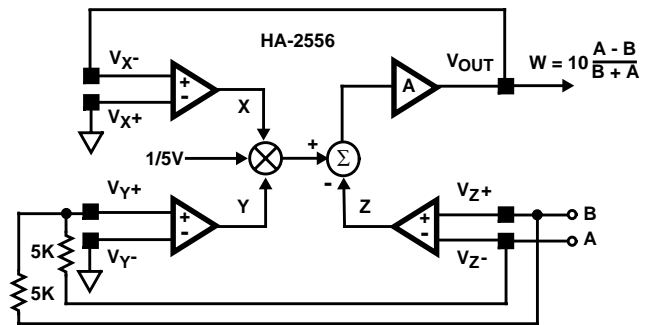 HA-2556
VX-
VX+
+
-
X
A
VOUT
W = 10 A - B / B + A
1/5V
+
Σ
-
VY+
VY-
+
-
Y
Z
+
-
VZ+
VZ-
B
A
5K
5K